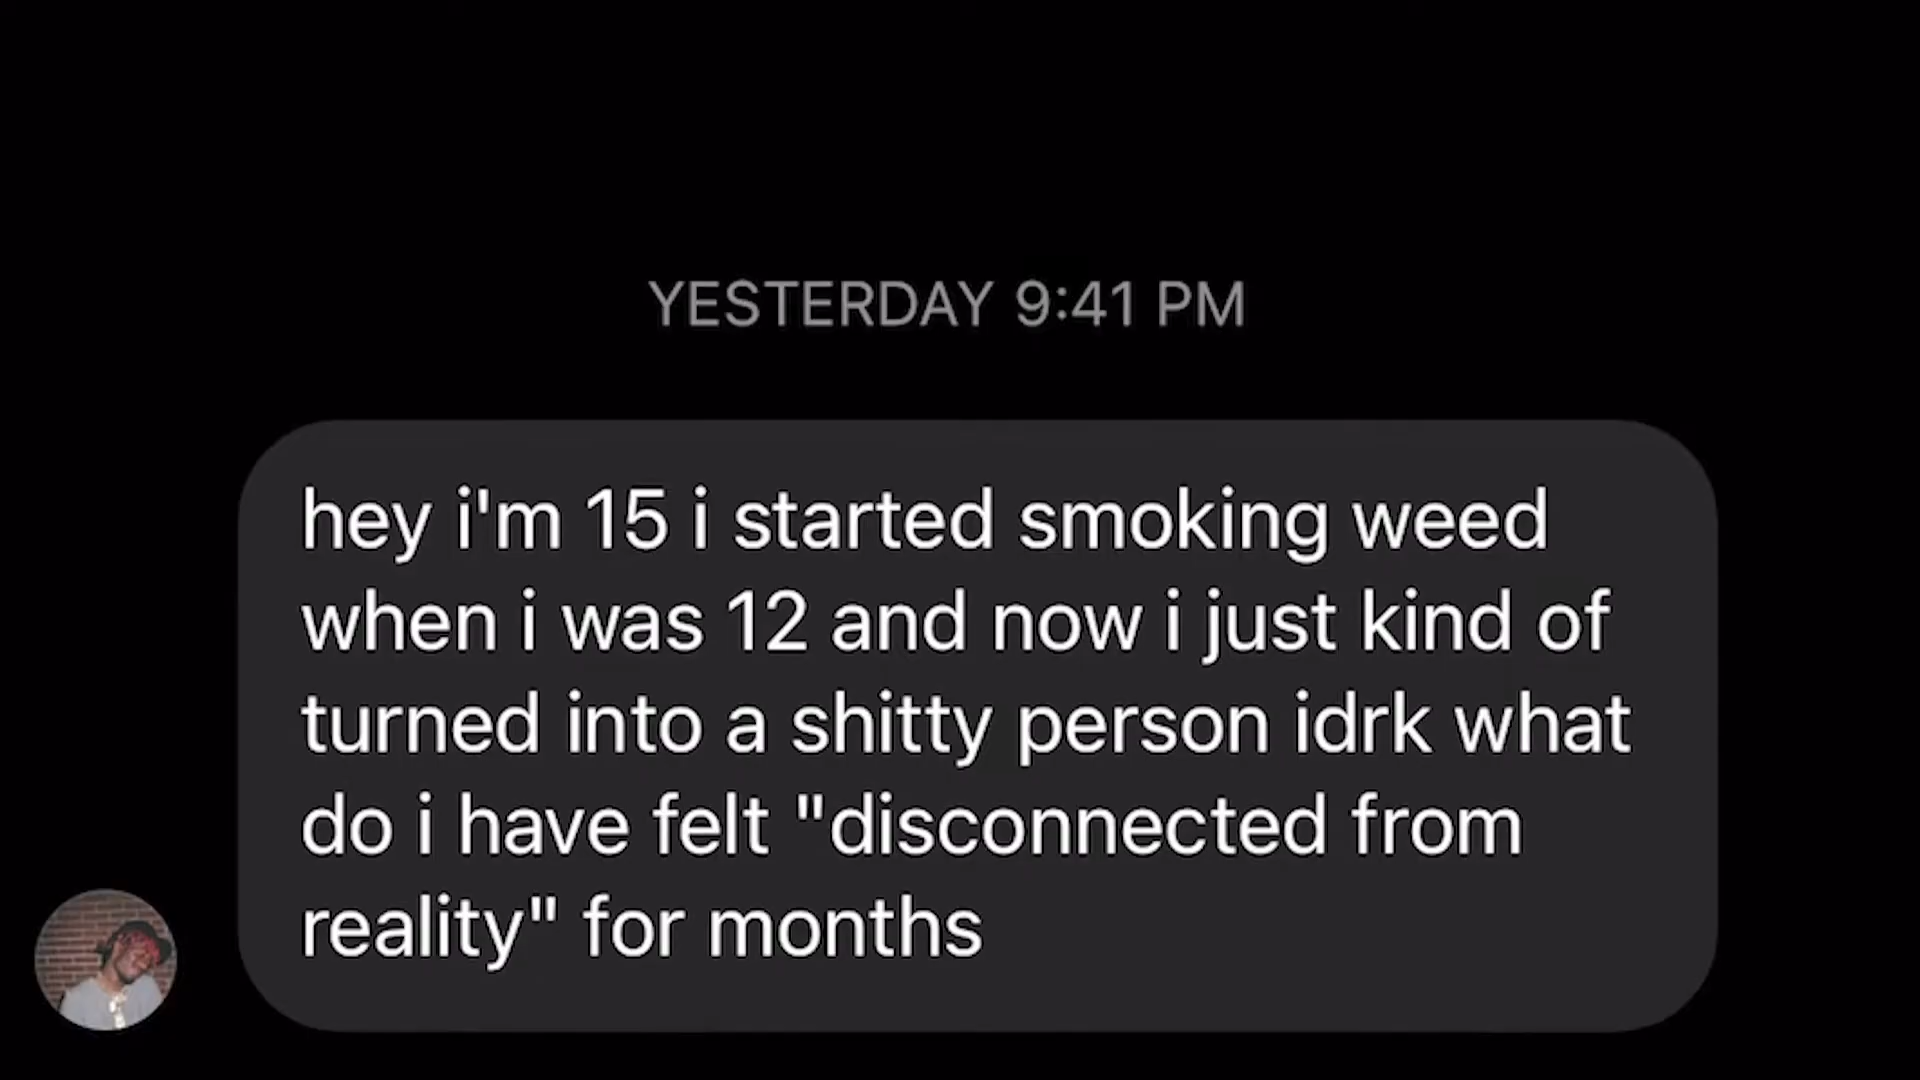 YESTERDAY 9:41 PM
hey i'm 15 i started smoking weed
when i was 12 and now i just kind of
turned into a shitty person idrk what
do i have felt "disconnected from
reality" for months